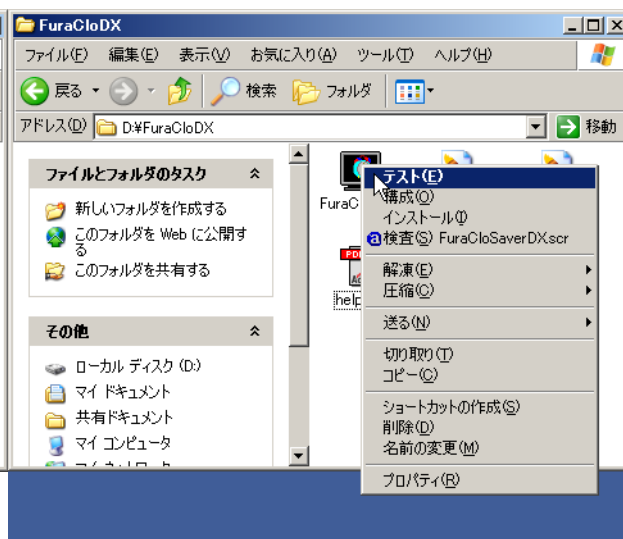 FuraCloDX
ファイル(F) 編集(E) 表示(V) お気に入り(A) ツール(T) ヘルプ(H)
戻る 検索 フォルダ
アドレス(D) D:¥FuraCloDX 移動
ファイルとフォルダのタスク
新しいフォルダを作成する
このフォルダを Web に公開す
る
このフォルダを共有する
その他
ローカル ディスク (D:)
マイ ドキュメント
共有ドキュメント
マイ コンピュータ
FuraC
PDF
help
テスト(E)
構成(O)
インストール(I)
検査(S) FuraCloSaverDX.scr
解凍(E)
圧縮(C)
送る(N)
切り取り(T)
コピー(C)
ショートカットの作成(S)
削除(D)
名前の変更(M)
プロパティ(R)